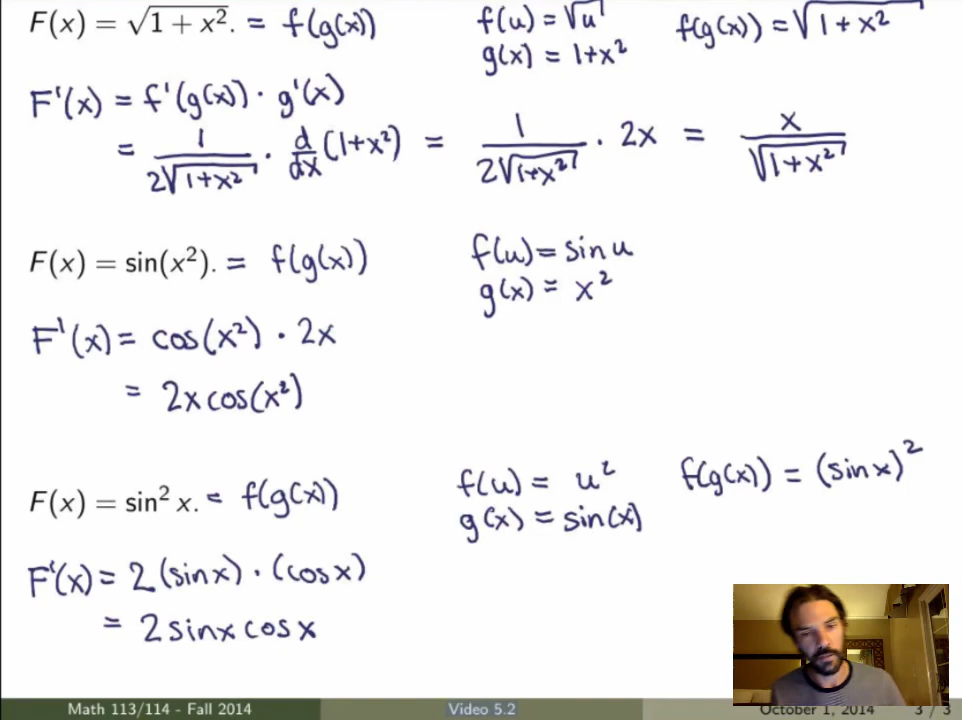 F(x) = √(1 + x²). = f(g(x))    f(u) = √u    f(g(x)) = √(1 + x²)
g(x) = 1+x²
F'(x) = f'(g(x)) · g'(x)
= 1/(2√(1+x²)) · d/dx (1+x²) = 1/(2√(1+x²)) · 2x = x/√(1+x²)
F(x) = sin(x²). = f(g(x))    f(u) = sin u
g(x) = x²
F'(x) = cos(x²) · 2x
= 2x cos(x²)
F(x) = sin² x. = f(g(x))    f(u) = u²    f(g(x)) = (sin x)²
g(x) = sin(x)
F'(x) = 2 (sin x) · (cos x)
= 2 sin x cos x
Math 113/114 - Fall 2014    Video 5.2    October 1, 2014    3 / 3